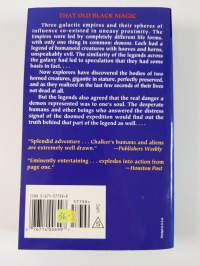 THAT OLD BLACK MAGIC
Three galactic empires and their spheres of
influence co-existed in uneasy proximity. The
Empires were led by completely different life forms,
with only one thing in common: demons. Each had a
legend of humanoid creatures with hooves and horns,
unspeakably evil. The similarity of the legends across
the galaxy had led to speculation that they had some
basis in fact. . . .
Now explorers have discovered the bodies of two
horned creatures, gigantic in stature, perfectly preserved,
and as they realized in the last few seconds of their lives
not dead at all.
But the legends also agreed that the real danger a
demon represented was to one's soul. The desperate
humans and other beings who answered the distress
signal of the doomed expedition would find out the
truth behind that part of the legend as well. . . .
"Splendid adventure . . . Chalker's humans and aliens
are extremely well drawn."
—Publishers Weekly
"Eminently entertaining . . . explodes into action from
page one."
—Houston Post